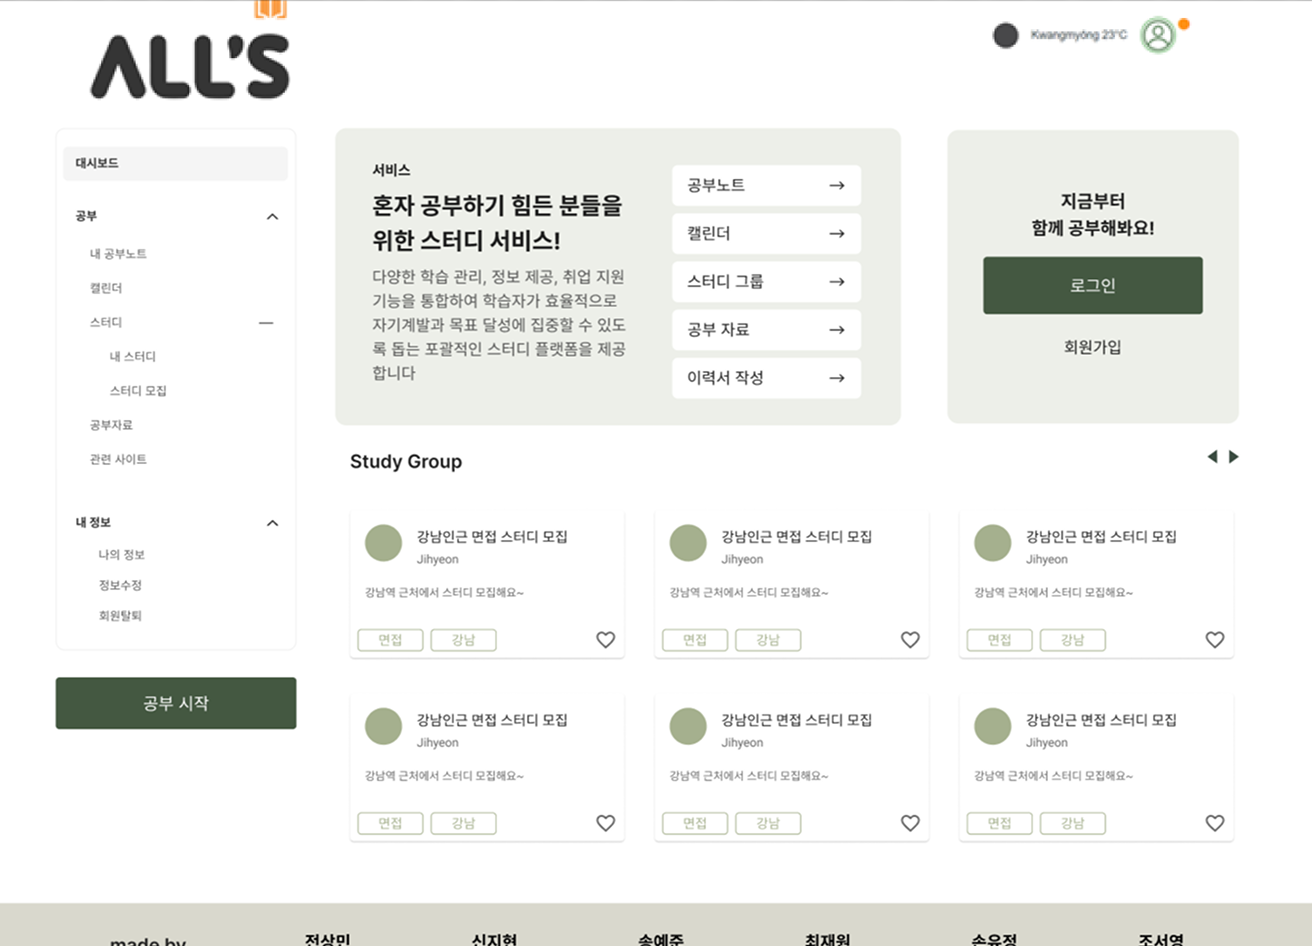 ALL'S
Kwangmyóng 23°C
대시보드
공부
내 공부노트
캘린더
스터디
내 스터디
스터디 모집
공부자료
관련 사이트
내 정보
나의 정보
정보수정
회원탈퇴
공부 시작
서비스
혼자 공부하기 힘든 분들을
위한 스터디 서비스!
다양한 학습 관리, 정보 제공, 취업 지원
기능을 통합하여 학습자가 효율적으로
자기계발과 목표 달성에 집중할 수 있도
록 돕는 포괄적인 스터디 플랫폼을 제공
합니다
공부노트
캘린더
스터디 그룹
공부 자료
이력서 작성
지금부터
함께 공부해봐요!
로그인
회원가입
Study Group
강남인근 면접 스터디 모집
Jihyeon
강남역 근처에서 스터디 모집해요~
면접 강남
강남인근 면접 스터디 모집
Jihyeon
강남역 근처에서 스터디 모집해요~
면접 강남
강남인근 면접 스터디 모집
Jihyeon
강남역 근처에서 스터디 모집해요~
면접 강남
강남인근 면접 스터디 모집
Jihyeon
강남역 근처에서 스터디 모집해요~
면접 강남
강남인근 면접 스터디 모집
Jihyeon
강남역 근처에서 스터디 모집해요~
면접 강남
강남인근 면접 스터디 모집
Jihyeon
강남역 근처에서 스터디 모집해요~
면접 강남
made by 전상민 신지현 송예준 최재원 손유정 조서영